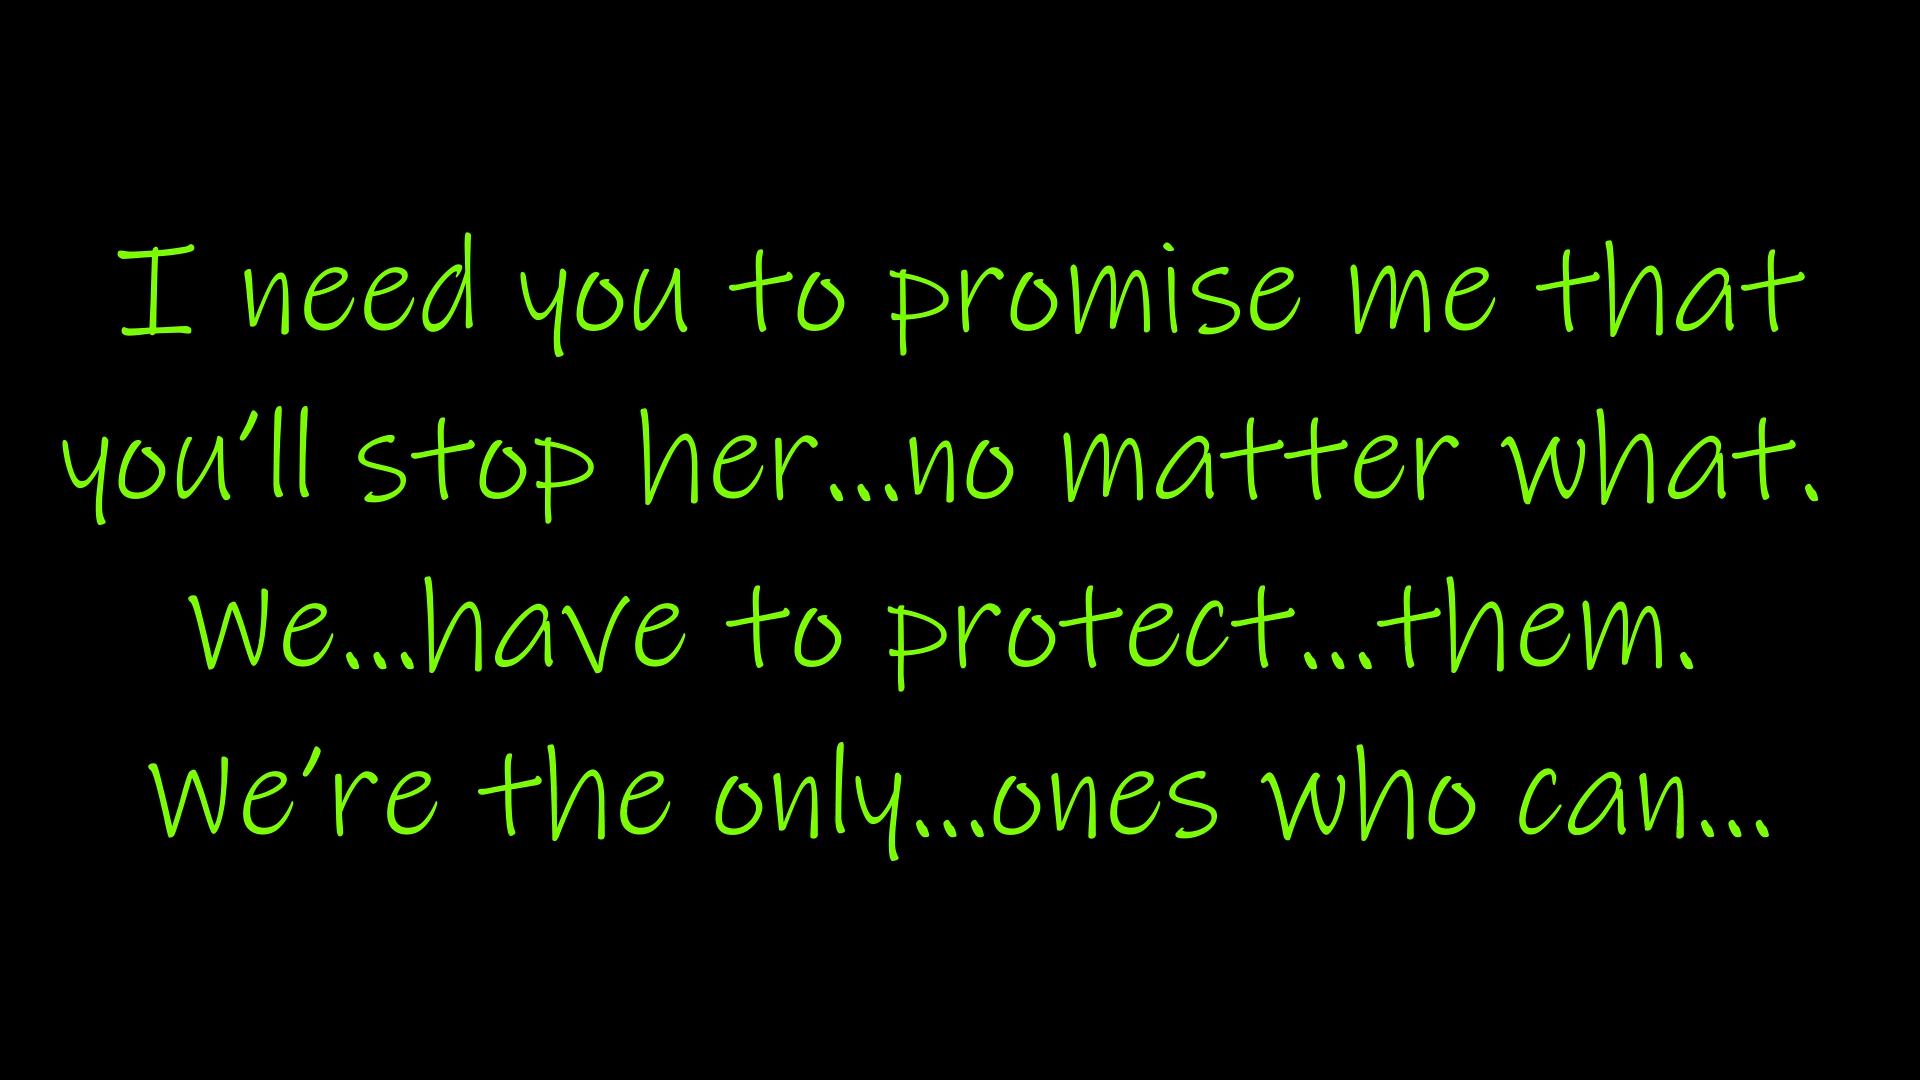 I need you to promise me that
you’ll stop her...no matter what.
We...have to protect...them.
We’re the only...ones who can...